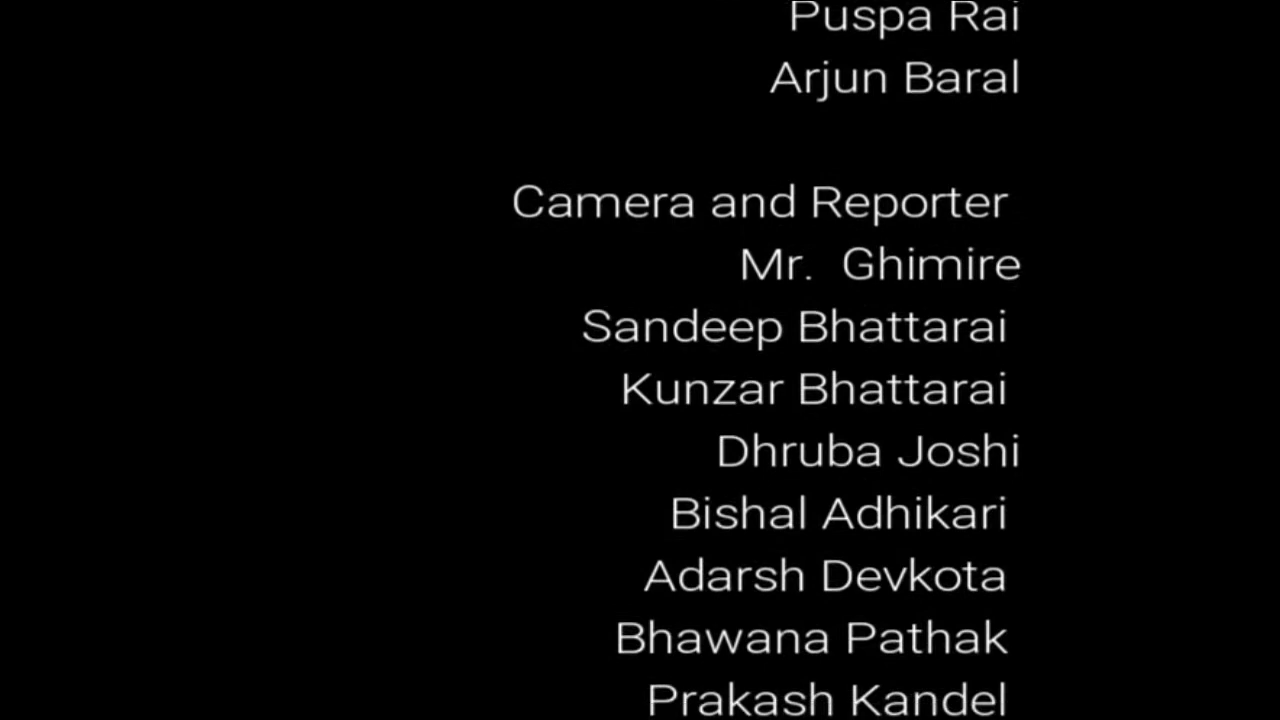 Puspa Rai
Arjun Baral
Camera and Reporter
Mr.  Ghimire
Sandeep Bhattarai
Kunzar Bhattarai
Dhruba Joshi
Bishal Adhikari
Adarsh Devkota
Bhawana Pathak
Prakash Kandel